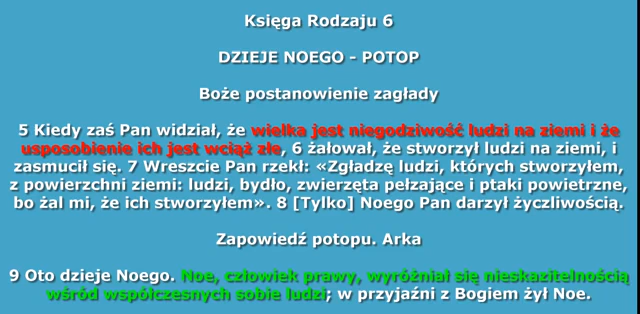 Księga Rodzaju 6
DZIEJE NOEGO - POTOP
Boże postanowienie zagłady
5 Kiedy zaś Pan widział, że wielka jest niegodziwość ludzi na ziemi i że
usposobienie ich jest wciąż złe, 6 żałował, że stworzył ludzi na ziemi, i
zasmucił się. 7 Wreszcie Pan rzekł: «Zgładzę ludzi, których stworzyłem,
z powierzchni ziemi: ludzi, bydło, zwierzęta pełzające i ptaki powietrzne,
bo żal mi, że ich stworzyłem». 8 [Tylko] Noego Pan darzył życzliwością.
Zapowiedź potopu. Arka
9 Oto dzieje Noego. Noe, człowiek prawy, wyróżniał się nieskazitelnością
wśród współczesnych sobie ludzi; w przyjaźni z Bogiem żył Noe.